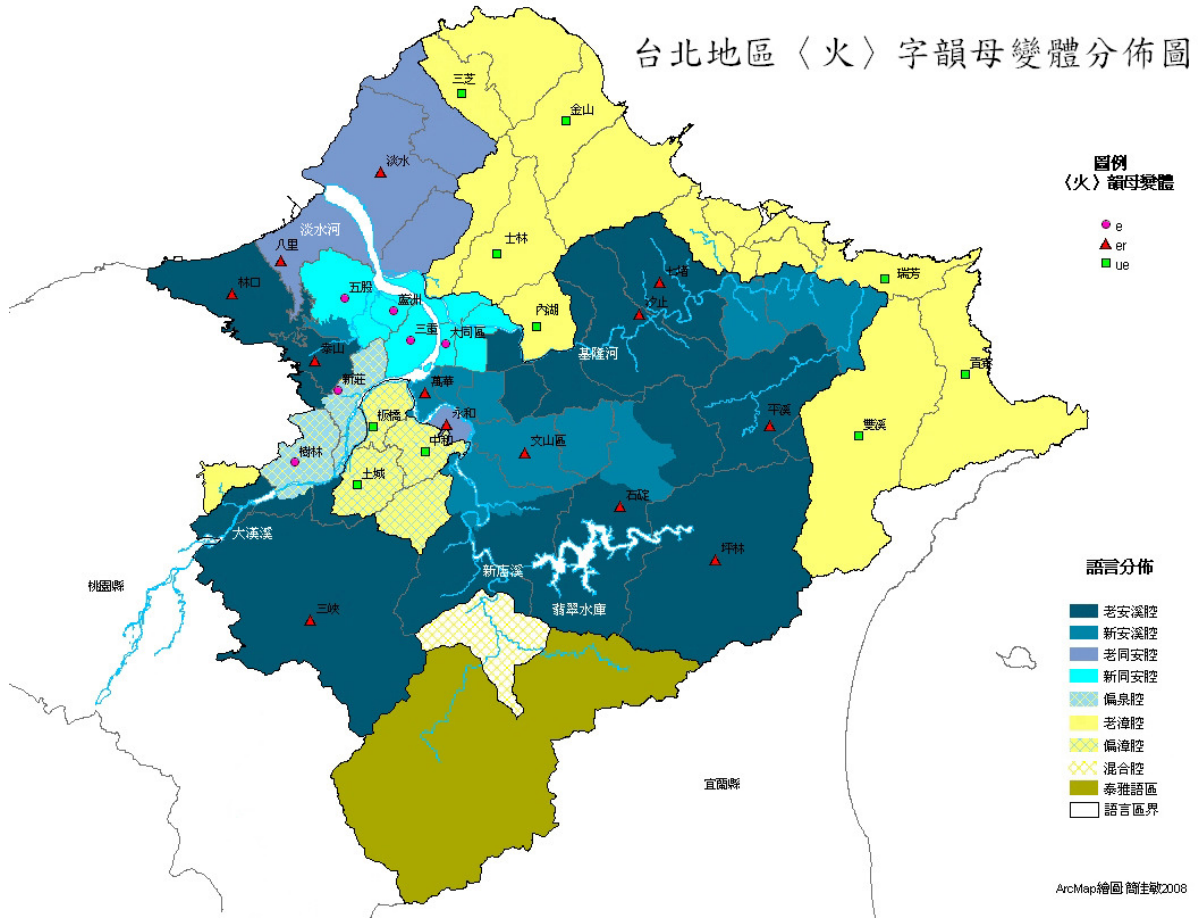 台北地區〈火〉字韻母變體分佈圖
三芝
金山
圖例
〈火〉韻母變體
淡水
e
淡水河
er
士林
ue
八里
七堵
瑞芳
林口
五股
蘆洲
汐止
內湖
三重
大同區
基隆河
泰山
貢寮
新莊
萬華
板橋
永和
平溪
雙溪
中和
文山區
樹林
土城
石碇
大漢溪
坪林
新店溪
桃園縣
翡翠水庫
三峽
宜蘭縣
語言分佈
老安溪腔
新安溪腔
老同安腔
新同安腔
偏泉腔
老漳腔
偏漳腔
混合腔
泰雅語區
語言區界
ArcMap繪圖 簡佳敏2008